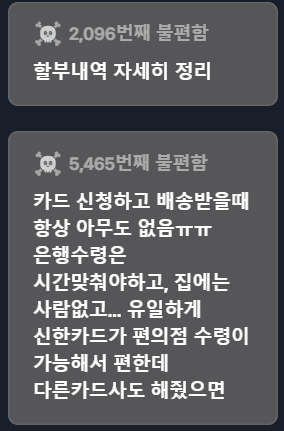 2,096번째 불편함
할부내역 자세히 정리
5,465번째 불편함
카드 신청하고 배송받을때
항상 아무도 없음ㅠㅠ
은행수령은
시간맞춰야하고, 집에는
사람없고... 유일하게
신한카드가 편의점 수령이
가능해서 편한데
다른카드사도 해줬으면